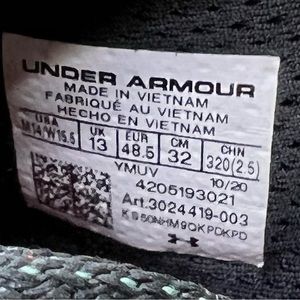 UNDER ARMOUR
MADE IN VIETNAM
FABRIQUÉ AU VIETNAM
HECHO EN VIETNAM
USA UK EUR CM CHN
M14/W15.5 13 48.5 32 320(2.5)
YMUV 10/20
4205193021
Art.3024419-003